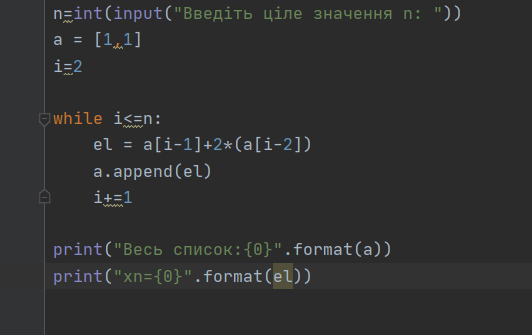 n=int(input("Введіть ціле значення n: "))
a = [1,1]
i=2
while i<=n:
    el = a[i-1]+2*(a[i-2])
    a.append(el)
    i+=1
print("Весь список:{0}".format(a))
print("xn={0}".format(el))